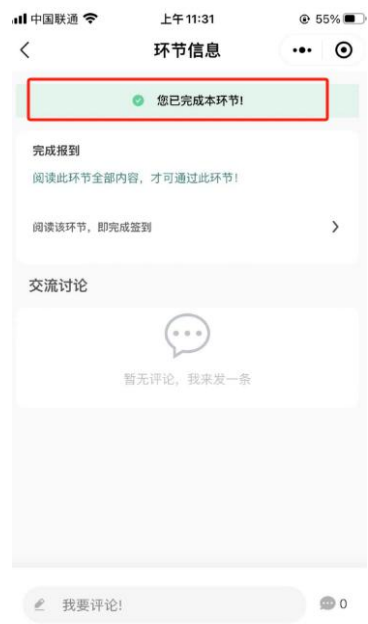 中国联通 上午11:31 55%
环节信息
您已完成本环节!
完成报到
阅读此环节全部内容，才可通过此环节!
阅读该环节，即完成签到
交流讨论
暂无评论，我来发一条
我要评论! 0